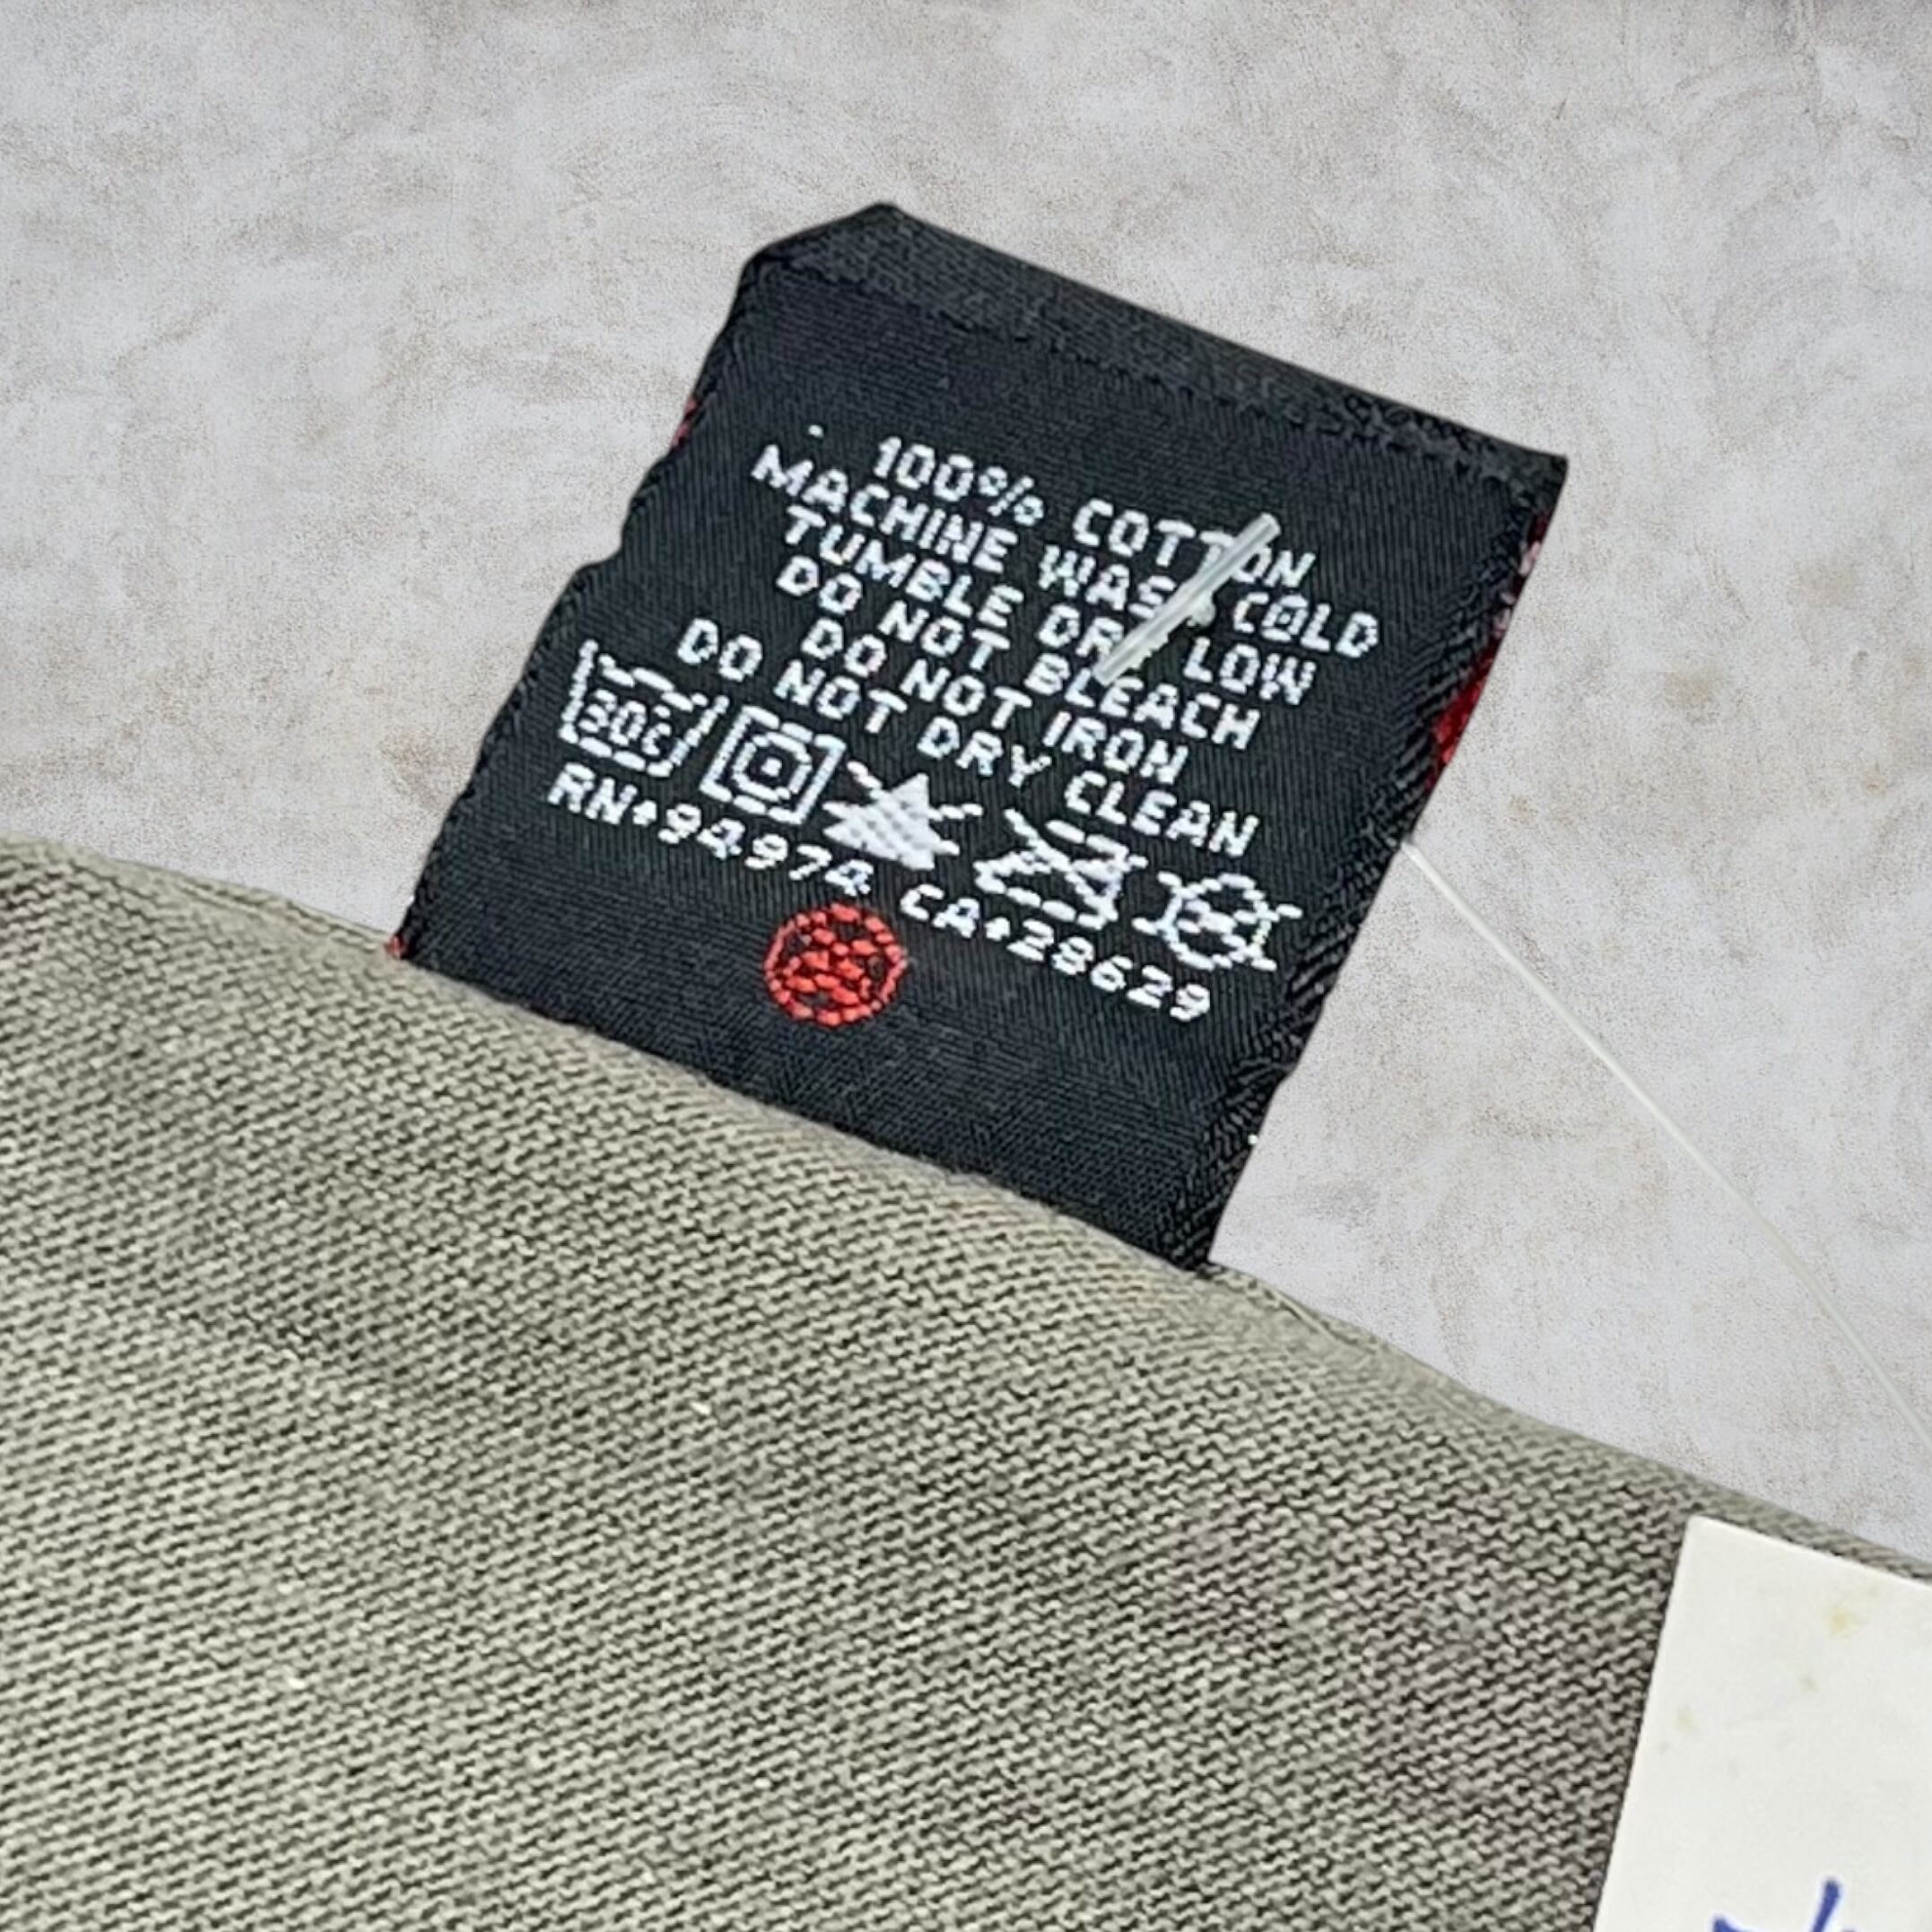 100% COTTON
MACHINE WASH COLD
TUMBLE DRY LOW
DO NOT BLEACH
DO NOT IRON
DO NOT DRY CLEAN
30°C
RN♦94974 CA♦28629